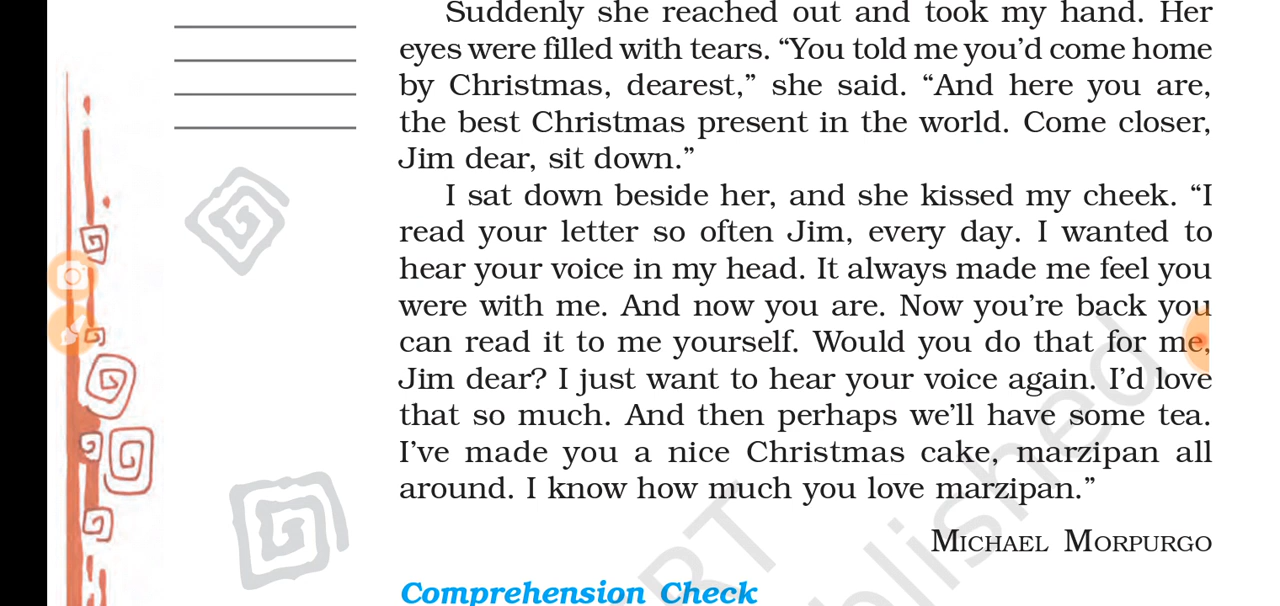 Suddenly she reached out and took my hand. Her
eyes were filled with tears. “You told me you’d come home
by Christmas, dearest,” she said. “And here you are,
the best Christmas present in the world. Come closer,
Jim dear, sit down.”
I sat down beside her, and she kissed my cheek. “I
read your letter so often Jim, every day. I wanted to
hear your voice in my head. It always made me feel you
were with me. And now you are. Now you’re back you
can read it to me yourself. Would you do that for me,
Jim dear? I just want to hear your voice again. I’d love
that so much. And then perhaps we’ll have some tea.
I’ve made you a nice Christmas cake, marzipan all
around. I know how much you love marzipan.”
MICHAEL MORPURGO
Comprehension Check